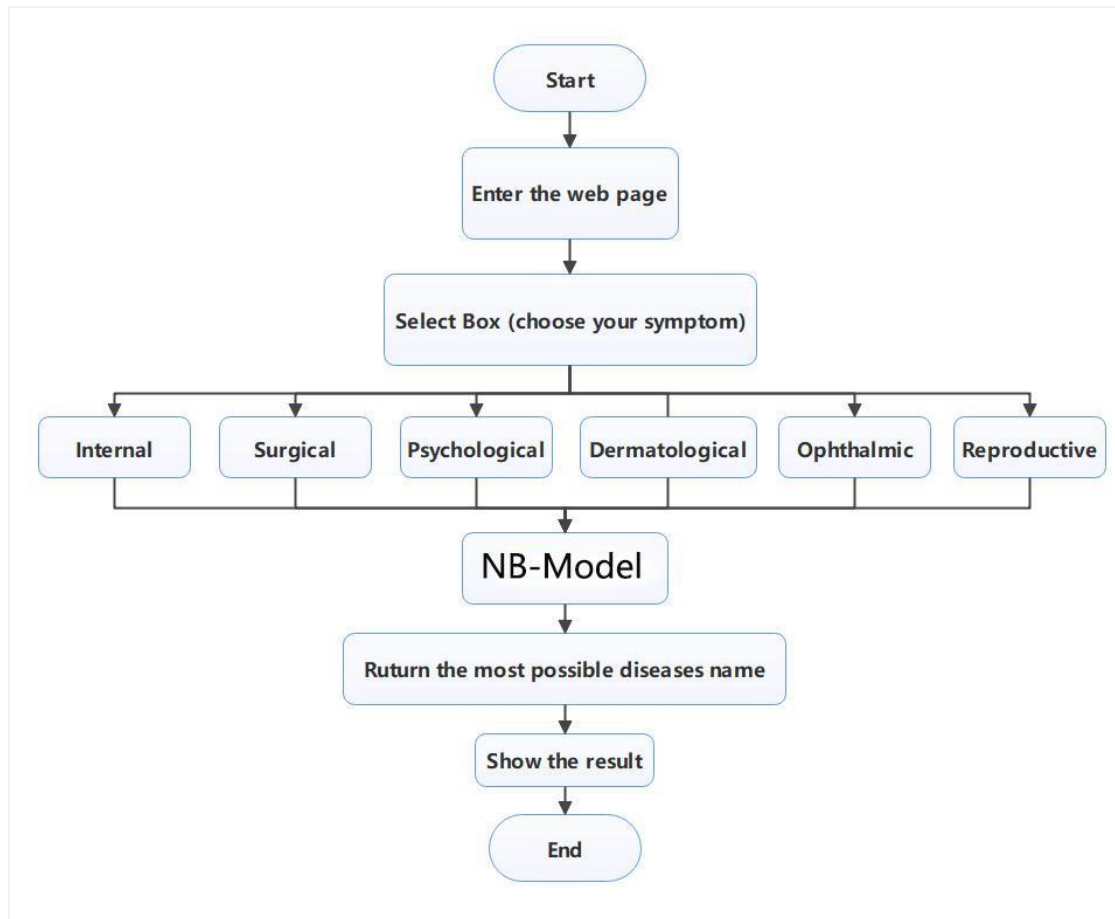 Start
Enter the web page
Select Box (choose your symptom)
Internal
Surgical
Psychological
Dermatological
Ophthalmic
Reproductive
NB-Model
Ruturn the most possible diseases name
Show the result
End